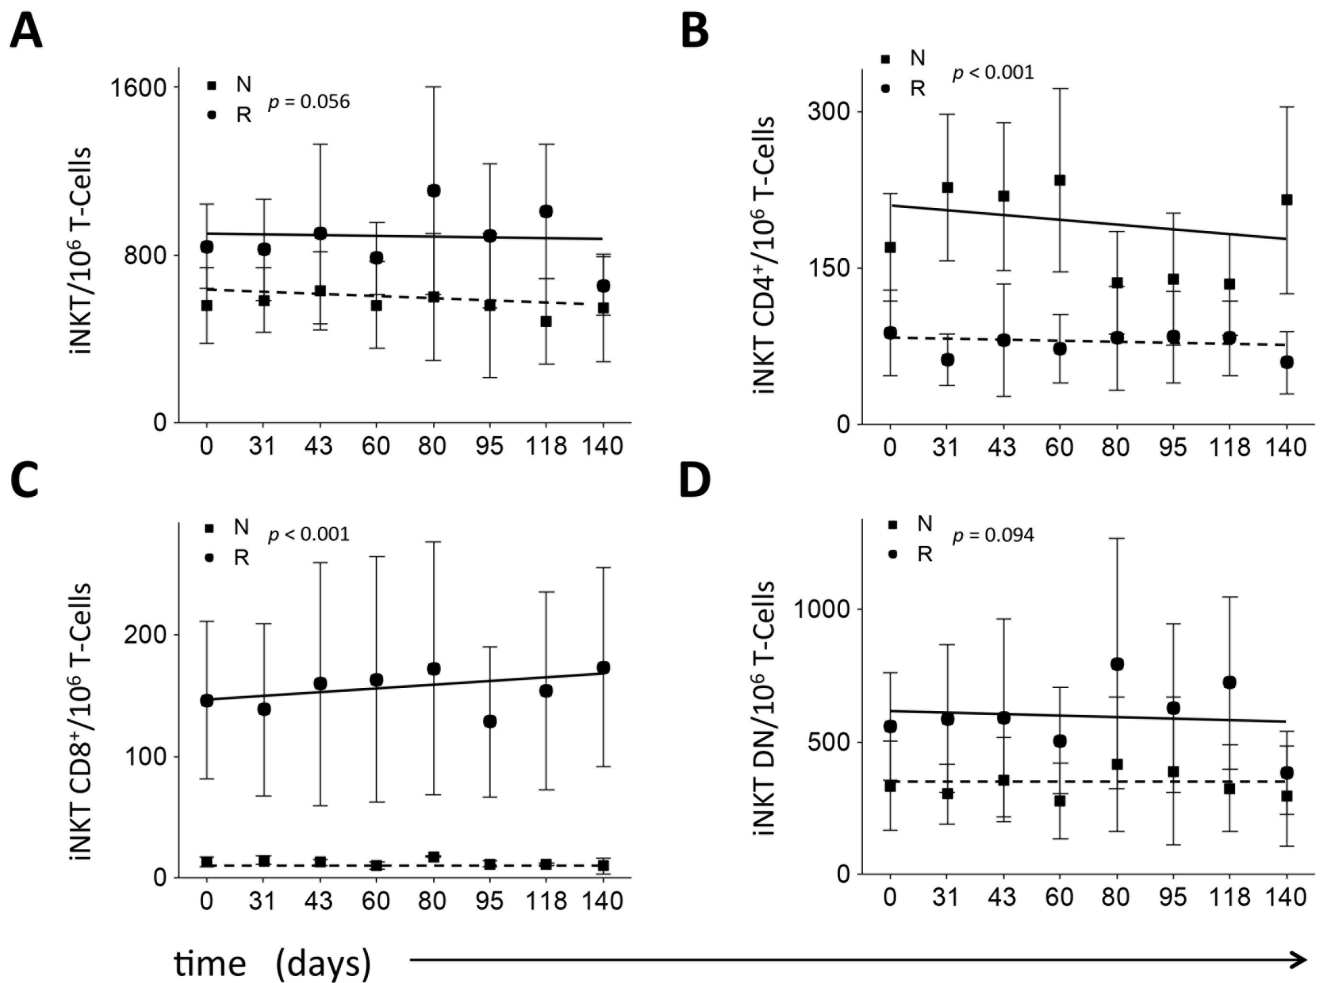 A
iNKT/10⁶ T-Cells
1600
800
0
N
R
p = 0.056
0 31 43 60 80 95 118 140
B
iNKT CD4⁺/10⁶ T-Cells
300
150
0
N
R
p < 0.001
0 31 43 60 80 95 118 140
C
iNKT CD8⁺/10⁶ T-Cells
200
100
0
N
R
p < 0.001
0 31 43 60 80 95 118 140
D
iNKT DN/10⁶ T-Cells
1000
500
0
N
R
p = 0.094
0 31 43 60 80 95 118 140
time (days)